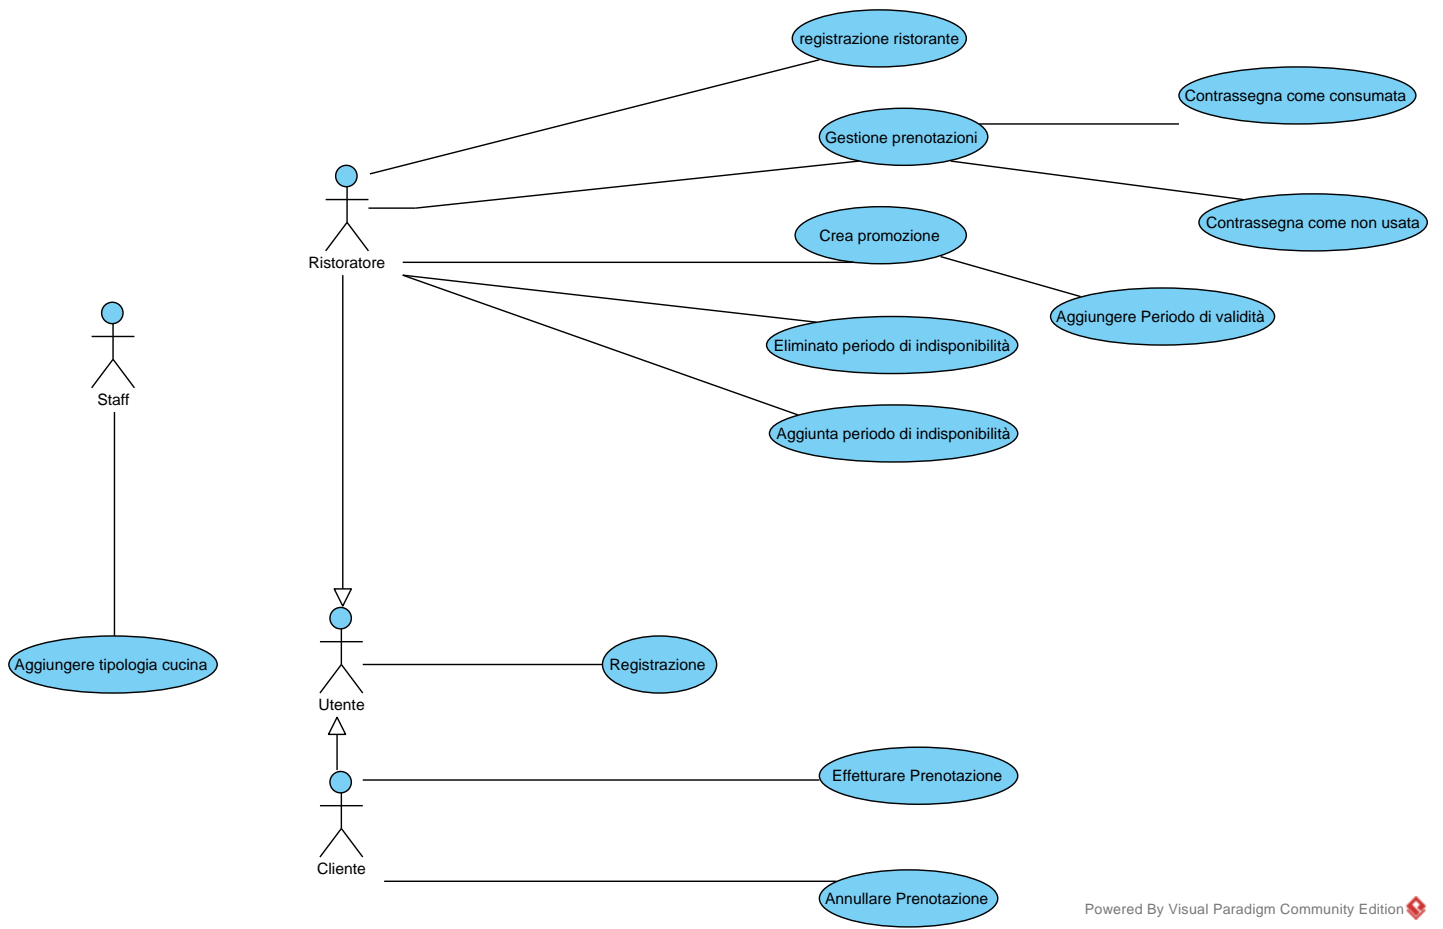 registrazione ristorante
Contrassegna come consumata
Gestione prenotazioni
Contrassegna come non usata
Crea promozione
Ristoratore
Aggiungere Periodo di validità
Eliminato periodo di indisponibilità
Staff
Aggiunta periodo di indisponibilità
Aggiungere tipologia cucina
Registrazione
Utente
Effetturare Prenotazione
Cliente
Annullare Prenotazione
Powered By Visual Paradigm Community Edition